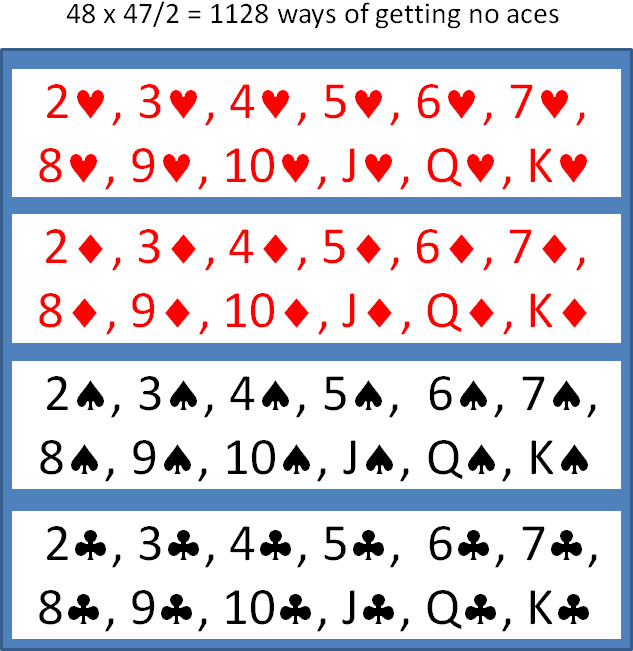 48 x 47/2 = 1128 ways of getting no aces
2♥, 3♥, 4♥, 5♥, 6♥, 7♥,
8♥, 9♥, 10♥, J♥, Q♥, K♥
2♦, 3♦, 4♦, 5♦, 6♦, 7♦,
8♦, 9♦, 10♦, J♦, Q♦, K♦
2♠, 3♠, 4♠, 5♠, 6♠, 7♠,
8♠, 9♠, 10♠, J♠, Q♠, K♠
2♣, 3♣, 4♣, 5♣, 6♣, 7♣,
8♣, 9♣, 10♣, J♣, Q♣, K♣